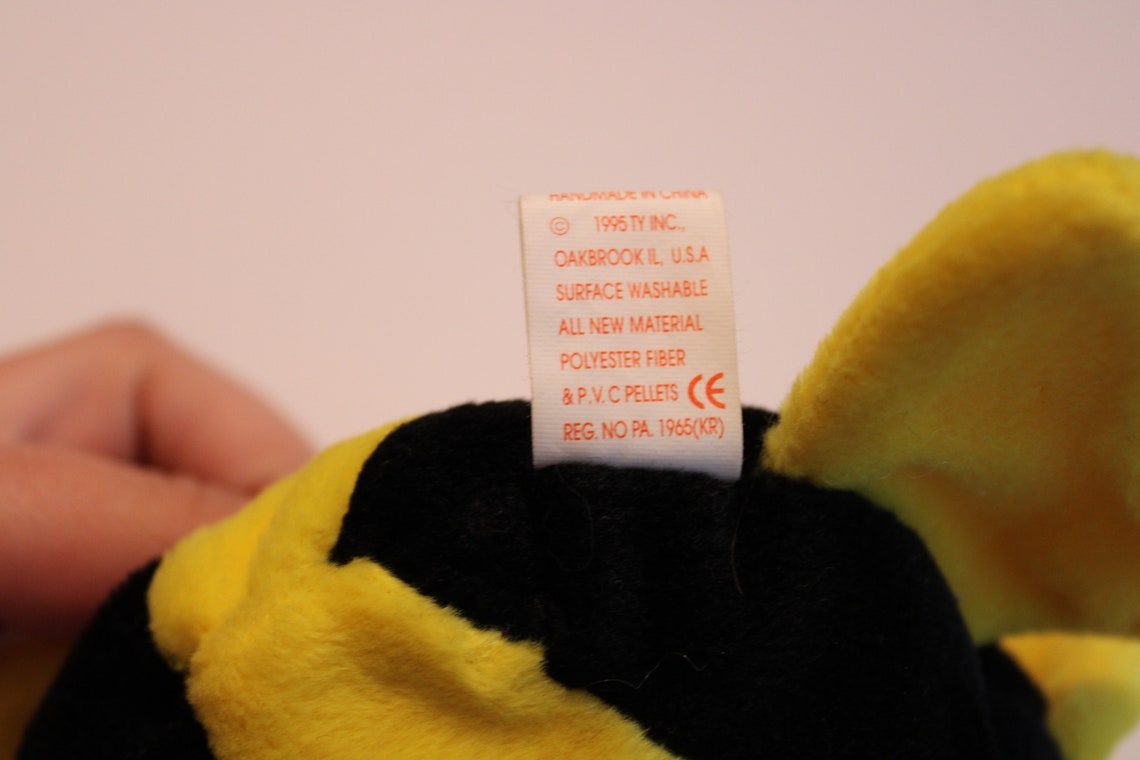 HANDMADE IN CHINA
© 1995 TY INC.,
OAKBROOK IL, U.S.A
SURFACE WASHABLE
ALL NEW MATERIAL
POLYESTER FIBER
& P.V.C PELLETS CE
REG. NO PA. 1965(KR)